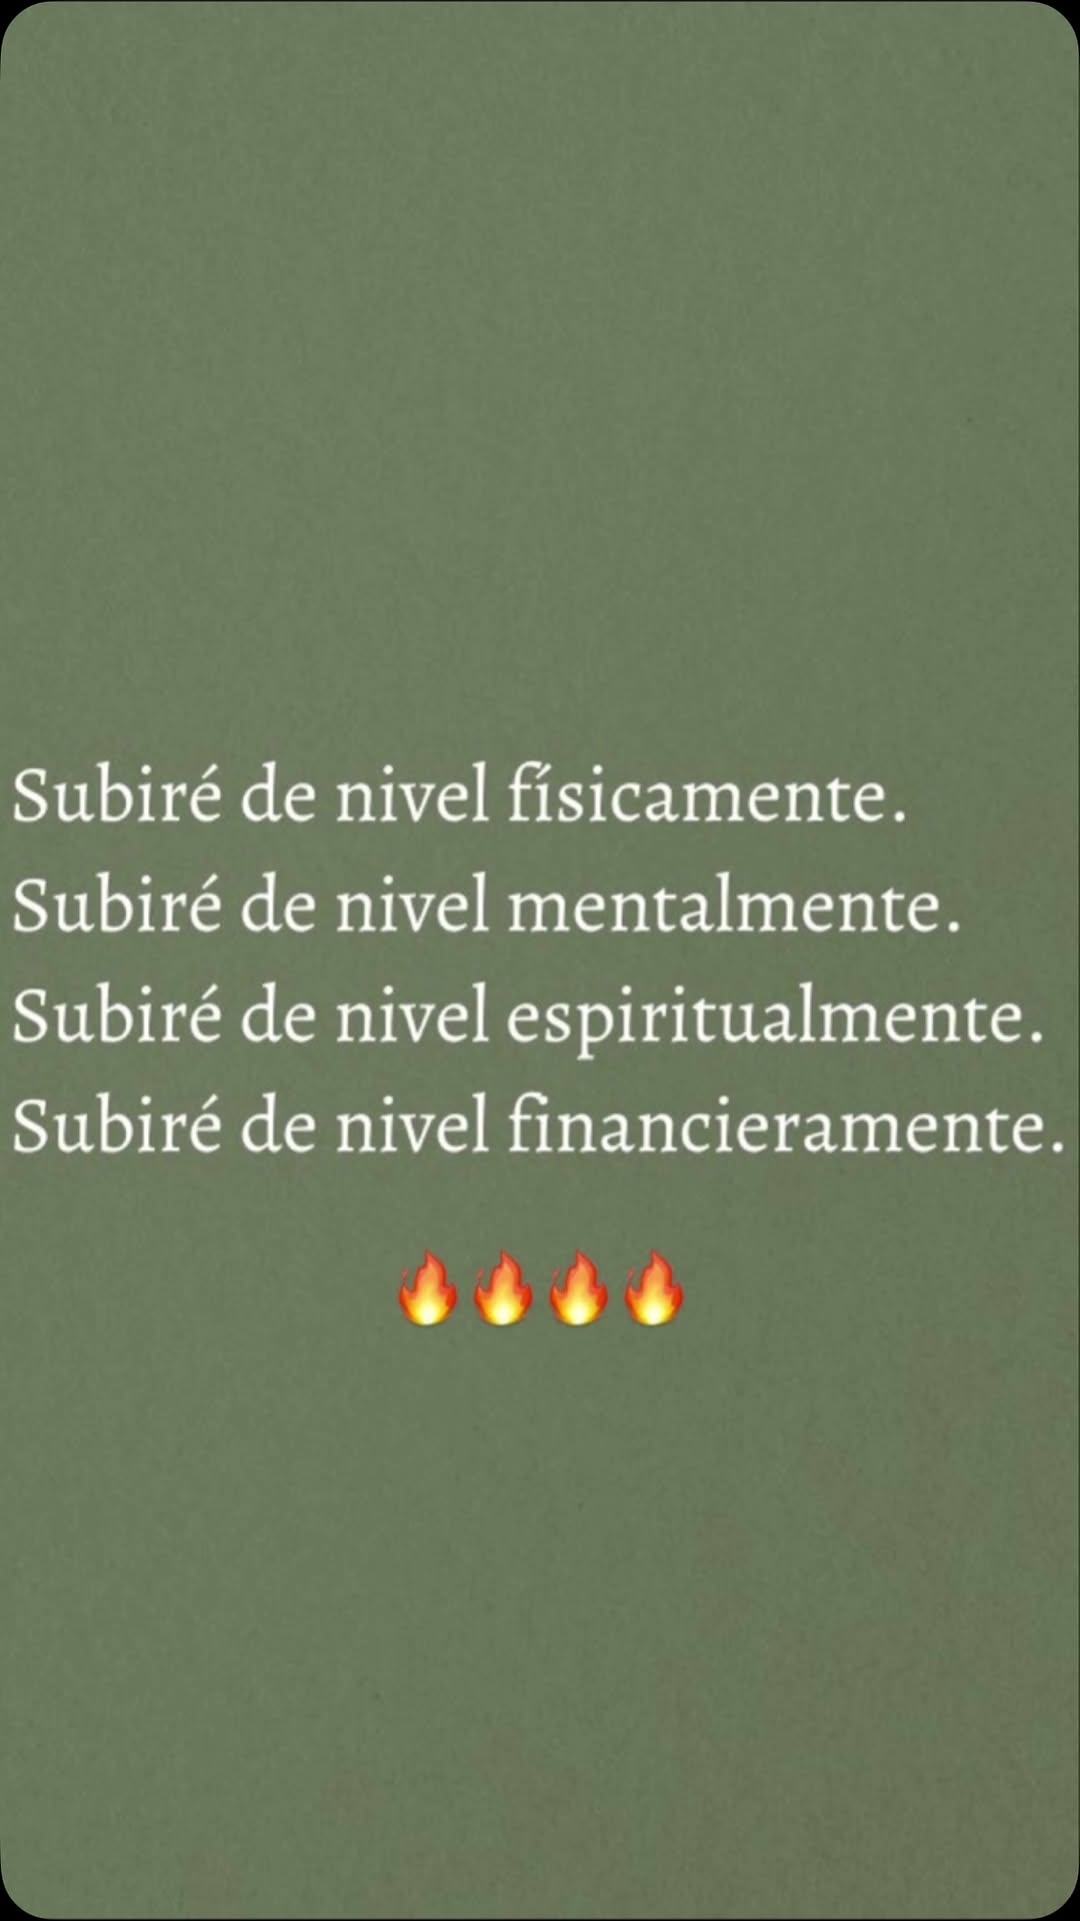 Subiré de nivel físicamente.
Subiré de nivel mentalmente.
Subiré de nivel espiritualmente.
Subiré de nivel financieramente.
🔥🔥🔥🔥